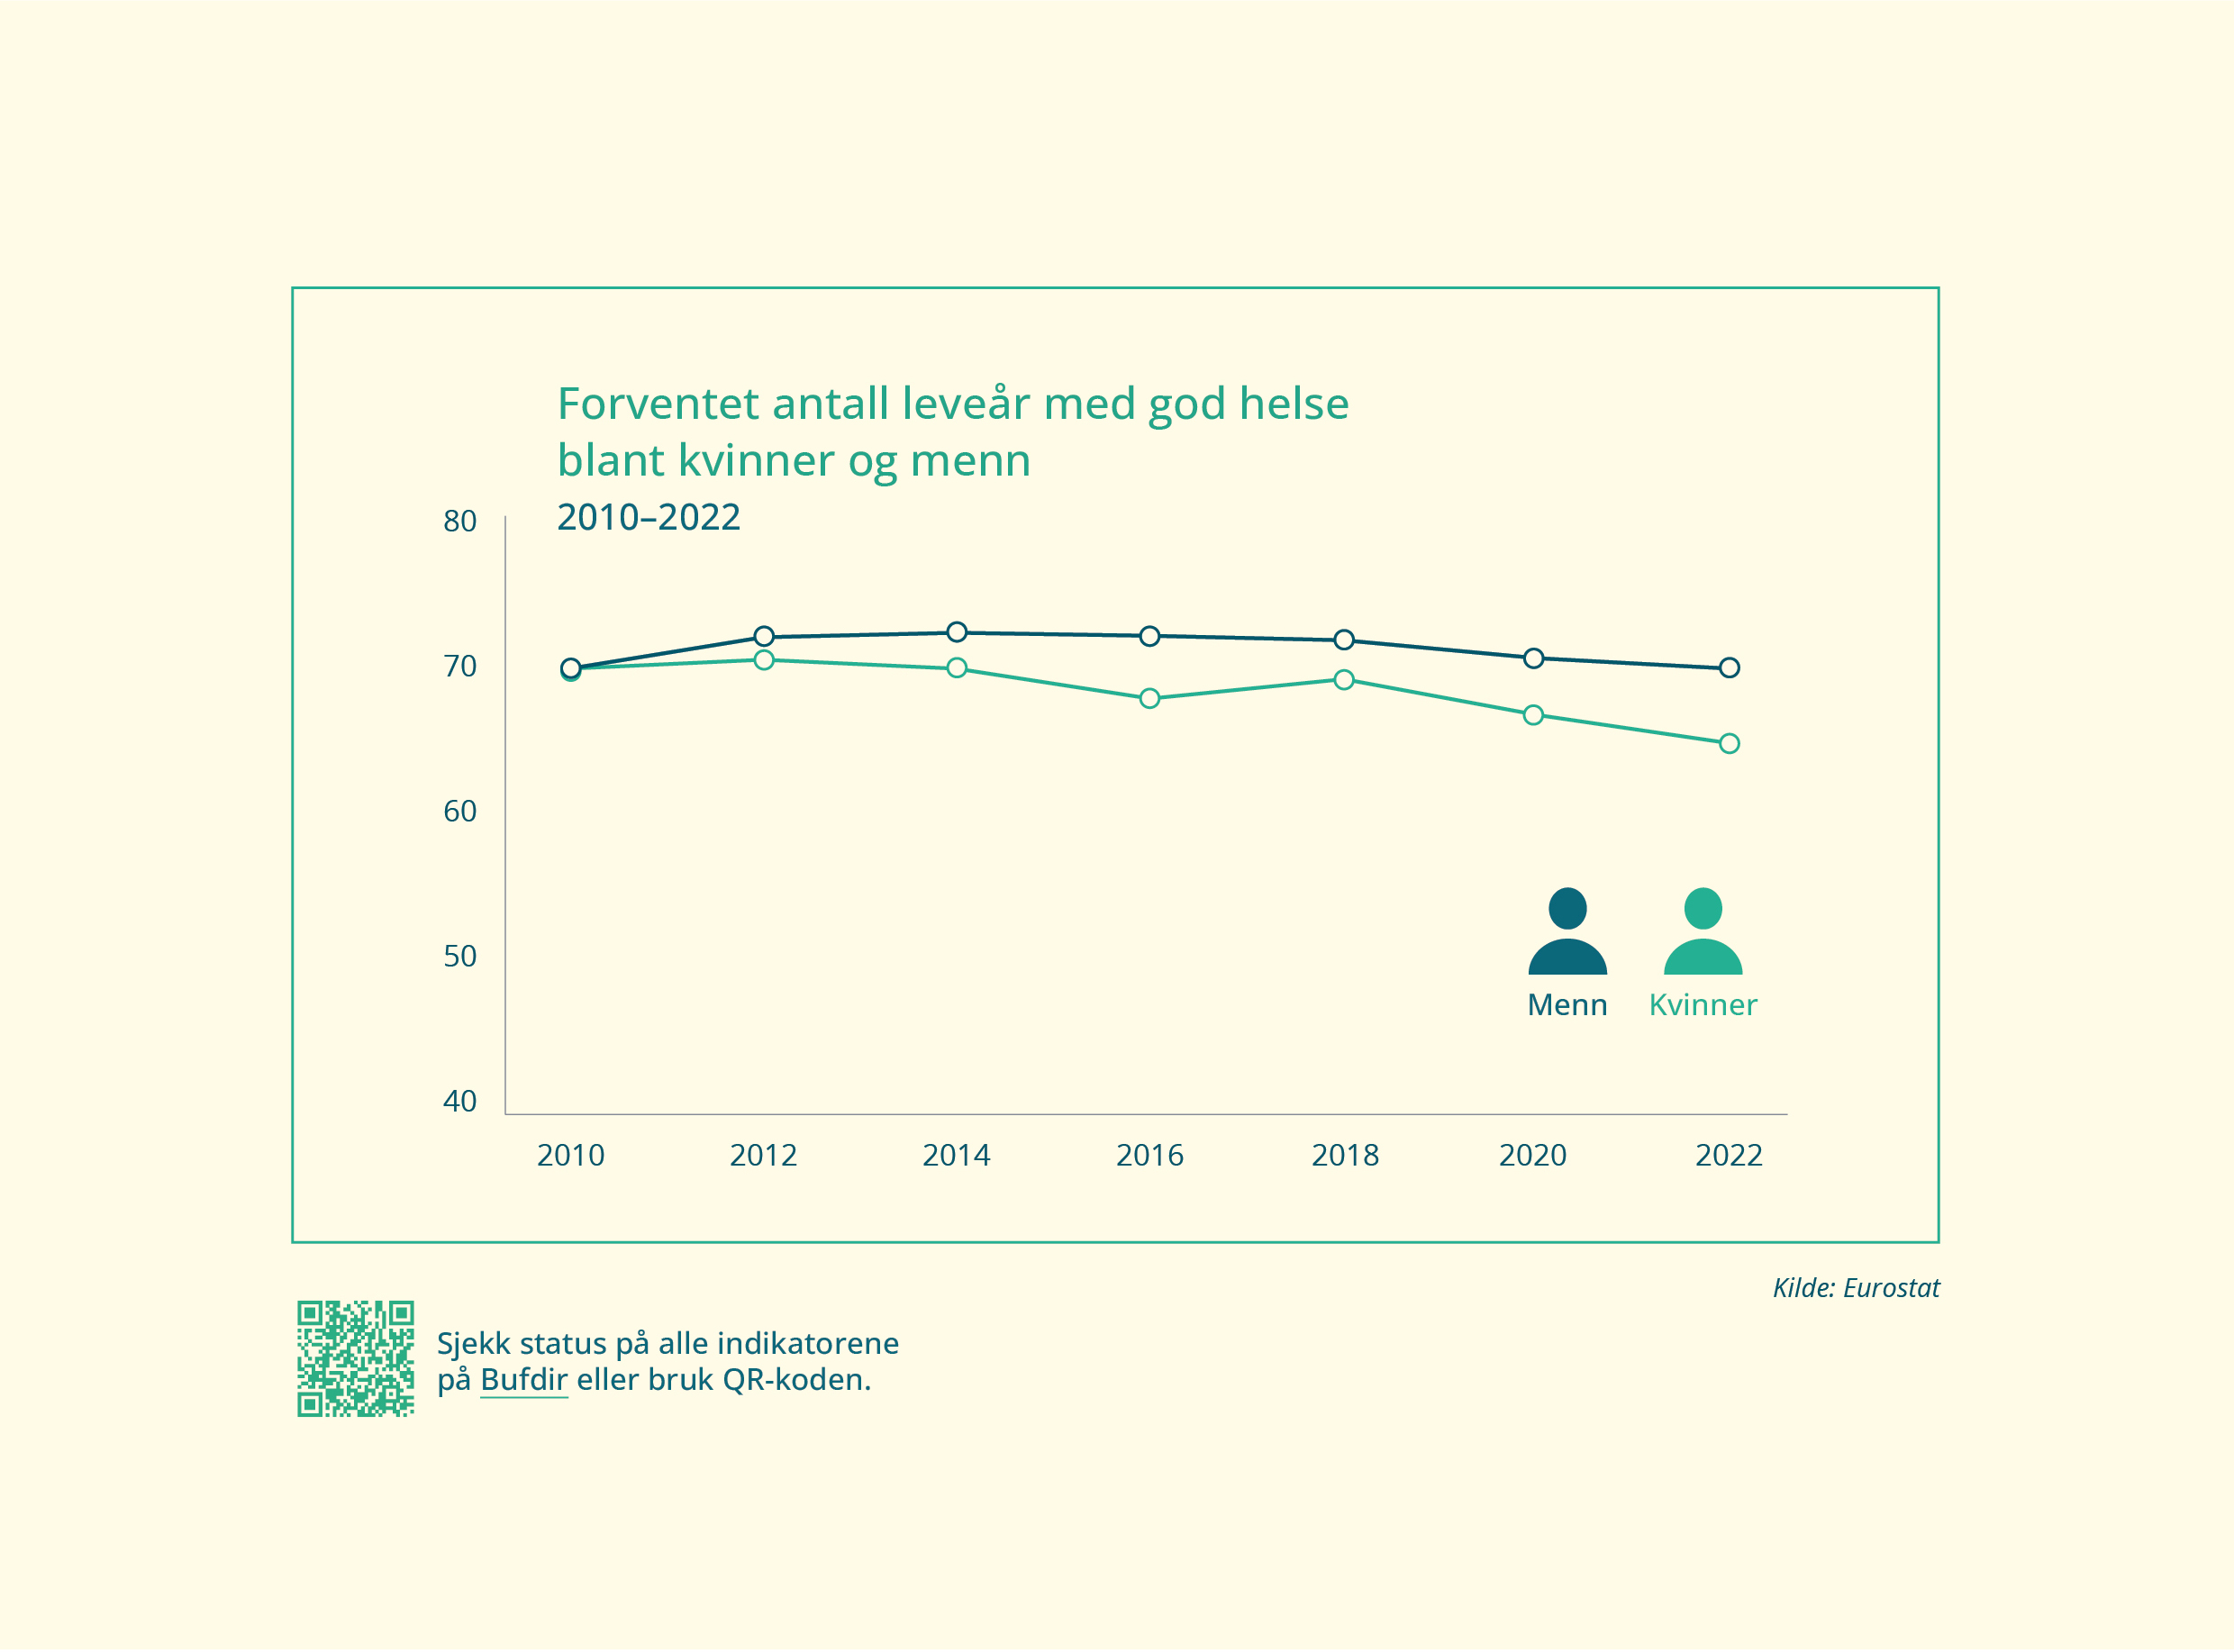 Forventet antall leveår med god helse
blant kvinner og menn
2010–2022
80
70
60
50
40
Menn
Kvinner
2010
2012
2014
2016
2018
2020
2022
Kilde: Eurostat
Sjekk status på alle indikatorene
på Bufdir eller bruk QR-koden.